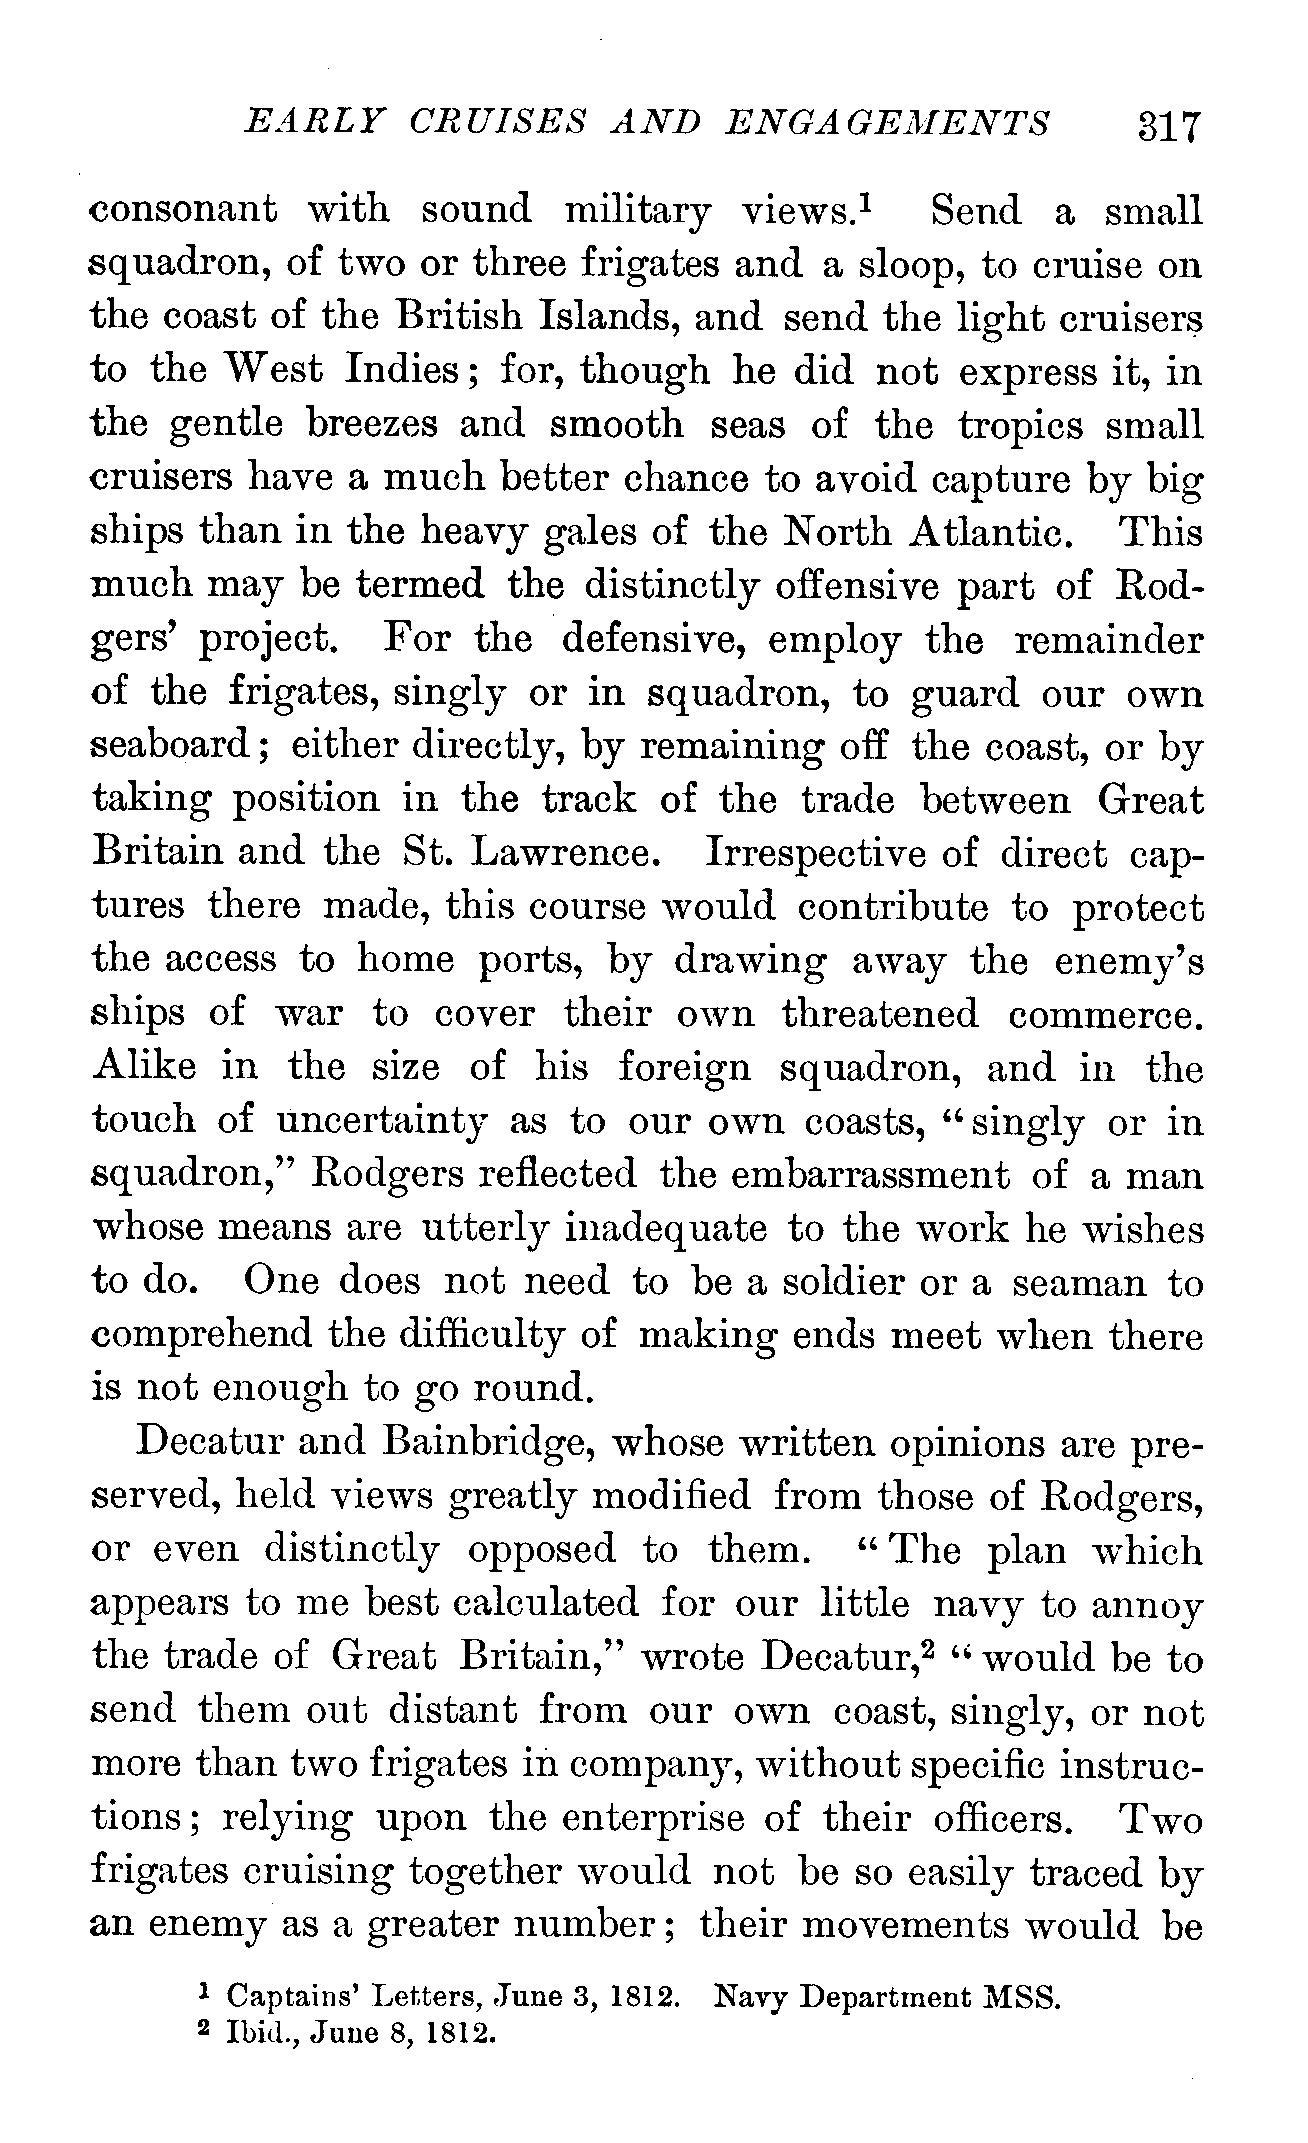 EARLY CRUISES AND ENGAGEMENTS 317
consonant with sound military views.¹ Send a small
squadron, of two or three frigates and a sloop, to cruise on
the coast of the British Islands, and send the light cruisers
to the West Indies; for, though he did not express it, in
the gentle breezes and smooth seas of the tropics small
cruisers have a much better chance to avoid capture by big
ships than in the heavy gales of the North Atlantic. This
much may be termed the distinctly offensive part of Rod-
gers' project. For the defensive, employ the remainder
of the frigates, singly or in squadron, to guard our own
seaboard; either directly, by remaining off the coast, or by
taking position in the track of the trade between Great
Britain and the St. Lawrence. Irrespective of direct cap-
tures there made, this course would contribute to protect
the access to home ports, by drawing away the enemy's
ships of war to cover their own threatened commerce.
Alike in the size of his foreign squadron, and in the
touch of uncertainty as to our own coasts, "singly or in
squadron," Rodgers reflected the embarrassment of a man
whose means are utterly inadequate to the work he wishes
to do. One does not need to be a soldier or a seaman to
comprehend the difficulty of making ends meet when there
is not enough to go round.
Decatur and Bainbridge, whose written opinions are pre-
served, held views greatly modified from those of Rodgers,
or even distinctly opposed to them. "The plan which
appears to me best calculated for our little navy to annoy
the trade of Great Britain," wrote Decatur,² "would be to
send them out distant from our own coast, singly, or not
more than two frigates in company, without specific instruc-
tions; relying upon the enterprise of their officers. Two
frigates cruising together would not be so easily traced by
an enemy as a greater number; their movements would be
¹ Captains' Letters, June 3, 1812. Navy Department MSS.
² Ibid., June 8, 1812.